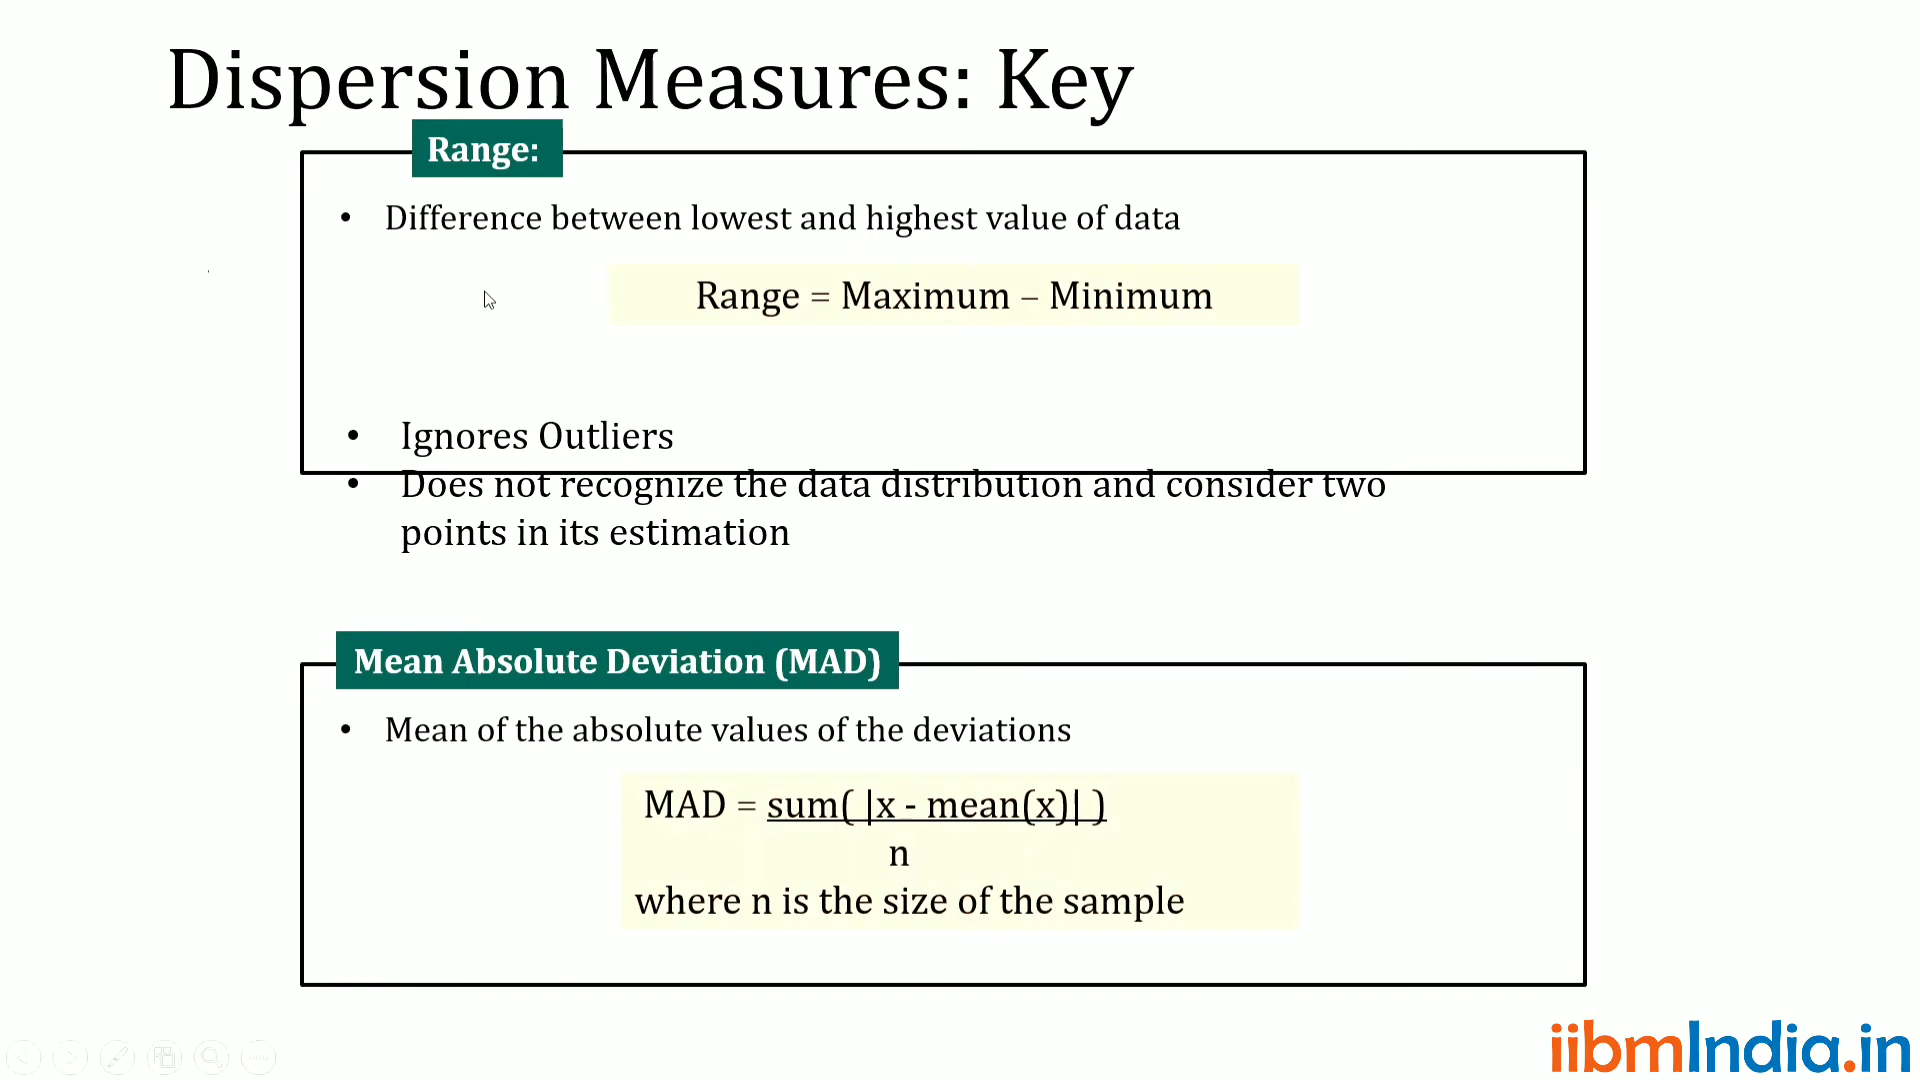 Dispersion Measures: Key
Range:
• Difference between lowest and highest value of data
Range = Maximum – Minimum
• Ignores Outliers
• Does not recognize the data distribution and consider two
points in its estimation
Mean Absolute Deviation (MAD)
• Mean of the absolute values of the deviations
MAD = sum( |x - mean(x)| )
n
where n is the size of the sample
iibmIndia.in